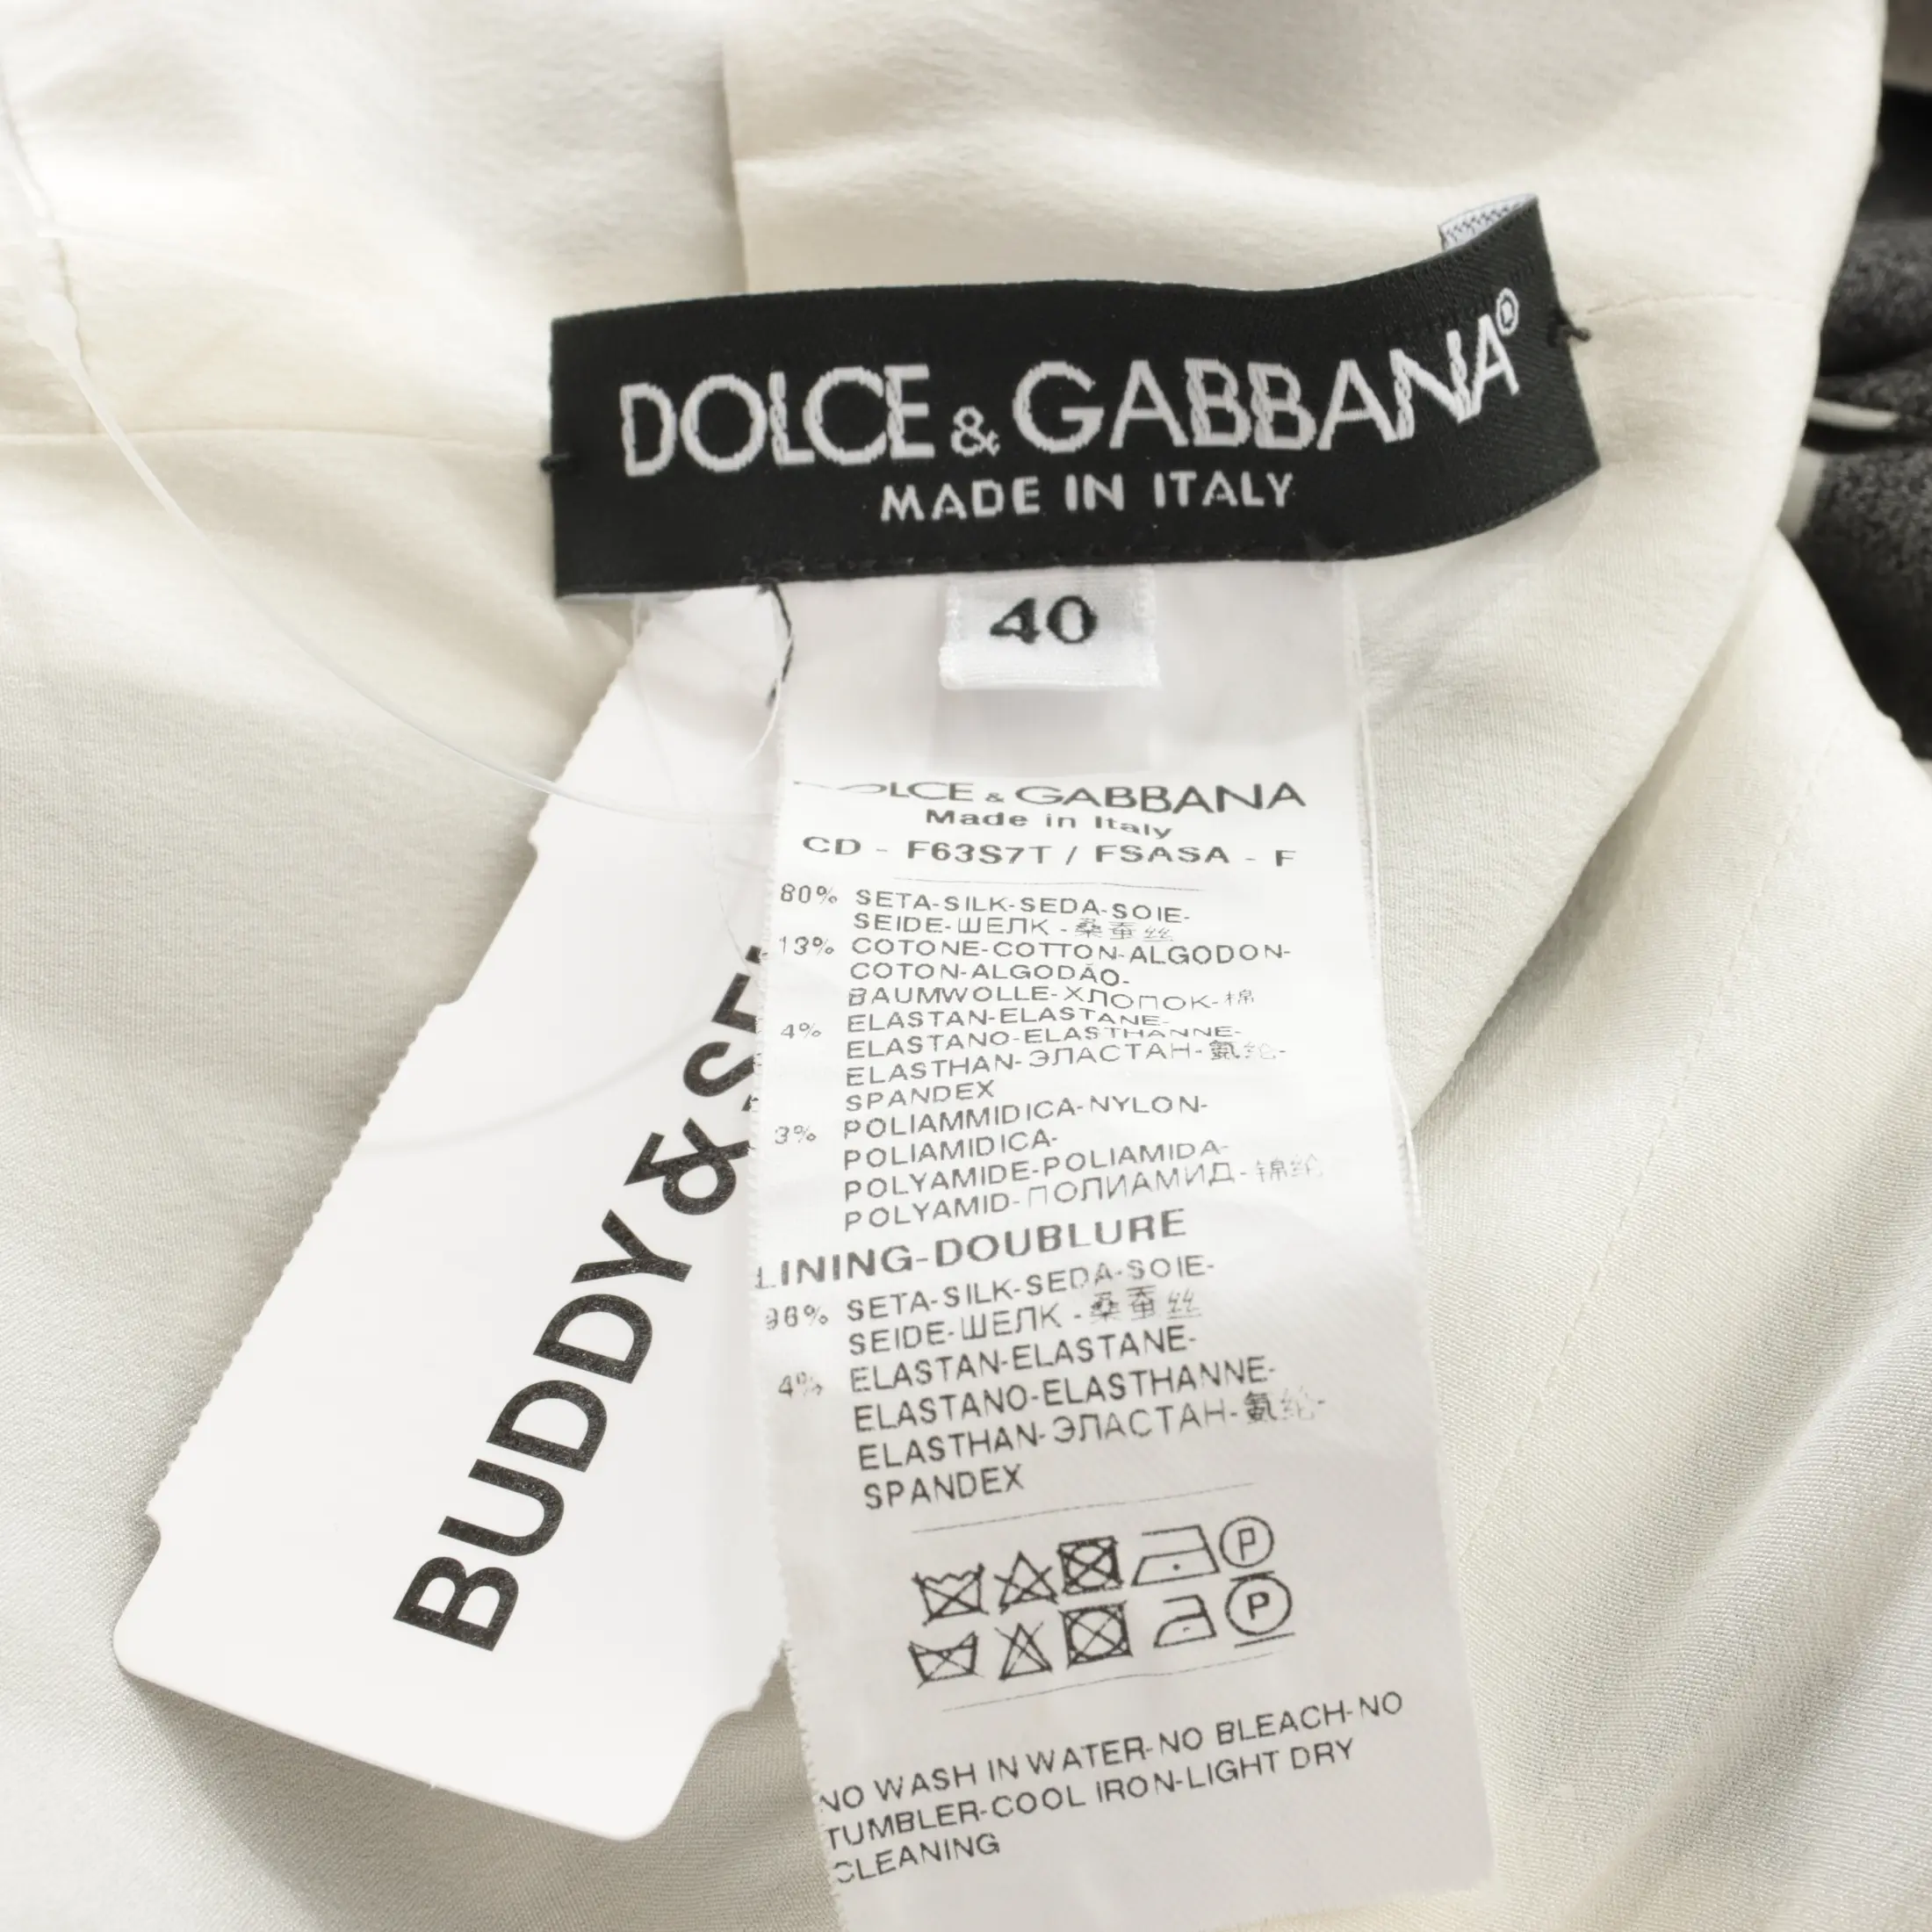 DOLCE & GABBANA®
MADE IN ITALY
40
DOLCE & GABBANA
Made in Italy
CD - F63S7T / FSASA - F
80% SETA-SILK-SEDA-SOIE-
SEIDE-ШЕЛК - 桑蚕丝
13% COTONE-COTTON-ALGODON-
COTON-ALGODÃO-
BAUMWOLLE-ХЛОПОК-棉
4% ELASTAN-ELASTANE-
ELASTANO-ELASTHANNE-
ELASTHAN-ЭЛАСТАН-氨纶-
SPANDEX
3% POLIAMMIDICA-NYLON-
POLIAMIDICA-
POLYAMIDE-POLIAMIDA-
POLYAMID-ПОЛИАМИД-锦纶
LINING-DOUBLURE
96% SETA-SILK-SEDA-SOIE-
SEIDE-ШЕЛК - 桑蚕丝
4% ELASTAN-ELASTANE-
ELASTANO-ELASTHANNE-
ELASTHAN-ЭЛАСТАН-氨纶-
SPANDEX
P
P
NO WASH IN WATER-NO BLEACH-NO
TUMBLER-COOL IRON-LIGHT DRY
CLEANING
BUDDY &